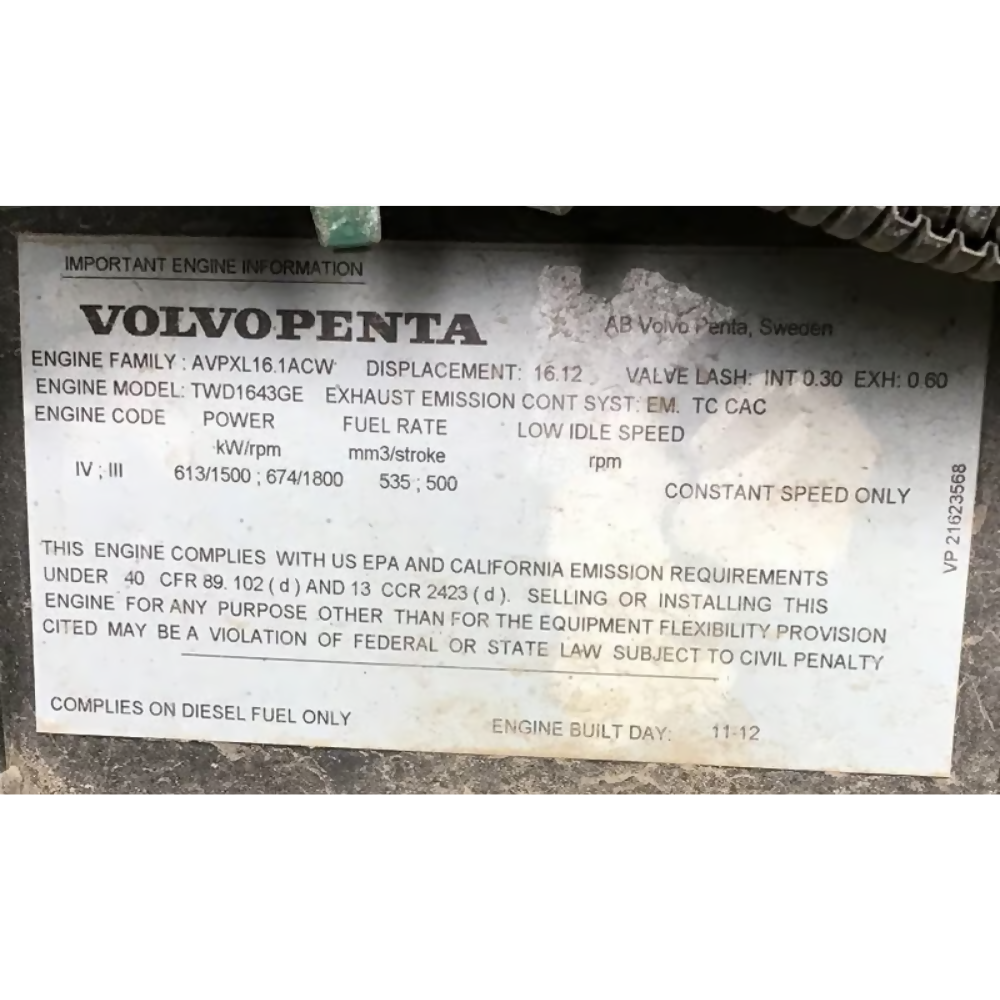 IMPORTANT ENGINE INFORMATION
VOLVO PENTA
AB Volvo Penta, Sweden
ENGINE FAMILY : AVPXL16.1ACW DISPLACEMENT: 16.12 VALVE LASH: INT 0.30 EXH: 0.60
ENGINE MODEL: TWD1643GE EXHAUST EMISSION CONT SYST: EM. TC CAC
ENGINE CODE POWER FUEL RATE LOW IDLE SPEED
kW/rpm mm3/stroke rpm
IV ; III 613/1500 ; 674/1800 535 ; 500 CONSTANT SPEED ONLY
VP 21623568
THIS ENGINE COMPLIES WITH US EPA AND CALIFORNIA EMISSION REQUIREMENTS
UNDER 40 CFR 89. 102 ( d ) AND 13 CCR 2423 ( d ). SELLING OR INSTALLING THIS
ENGINE FOR ANY PURPOSE OTHER THAN FOR THE EQUIPMENT FLEXIBILITY PROVISION
CITED MAY BE A VIOLATION OF FEDERAL OR STATE LAW SUBJECT TO CIVIL PENALTY
COMPLIES ON DIESEL FUEL ONLY
ENGINE BUILT DAY: 11-12